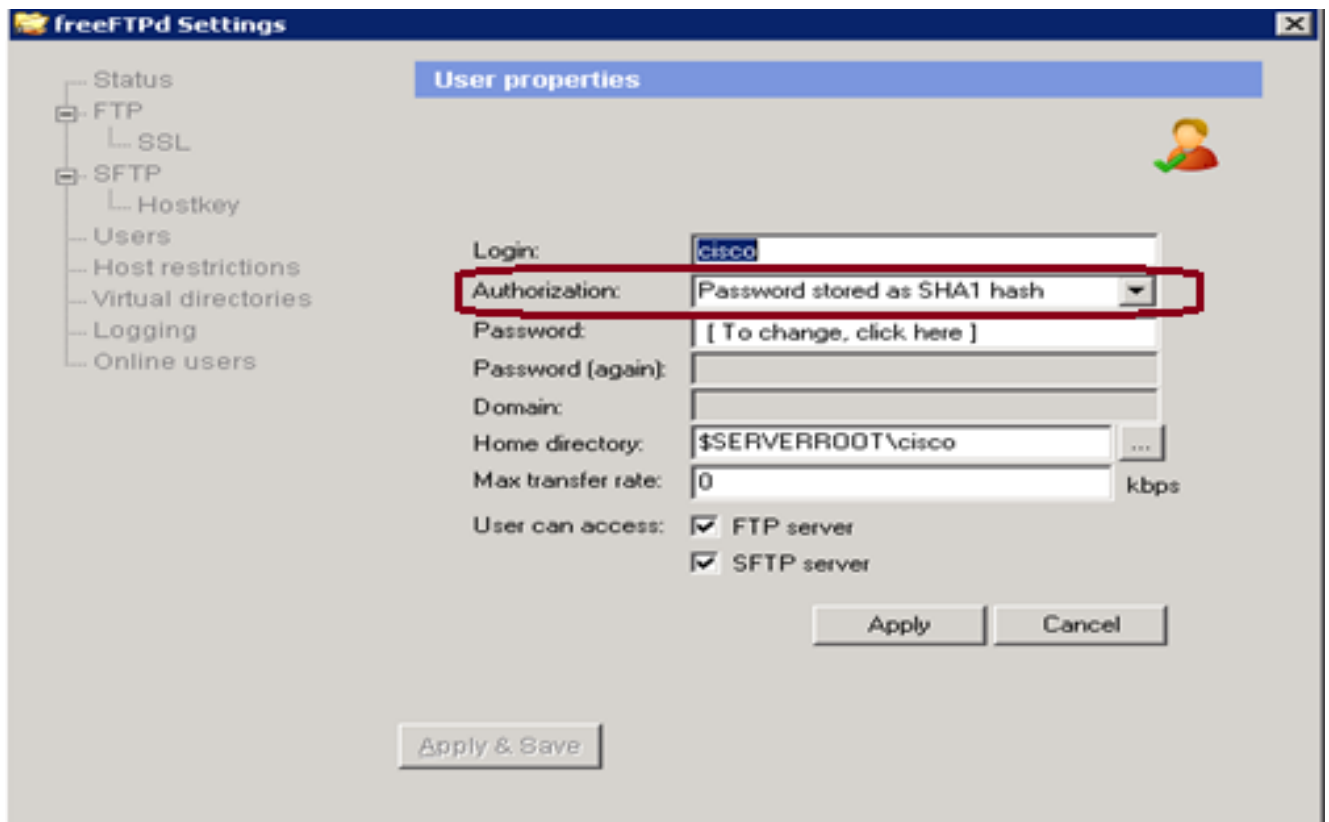 freeFTPd Settings
Status
FTP
SSL
SFTP
Hostkey
Users
Host restrictions
Virtual directories
Logging
Online users
User properties
Login: cisco
Authorization: Password stored as SHA1 hash
Password: [ To change, click here ]
Password (again):
Domain:
Home directory: $SERVERROOT\cisco ...
Max transfer rate: 0 kbps
User can access: FTP server
SFTP server
Apply Cancel
Apply & Save